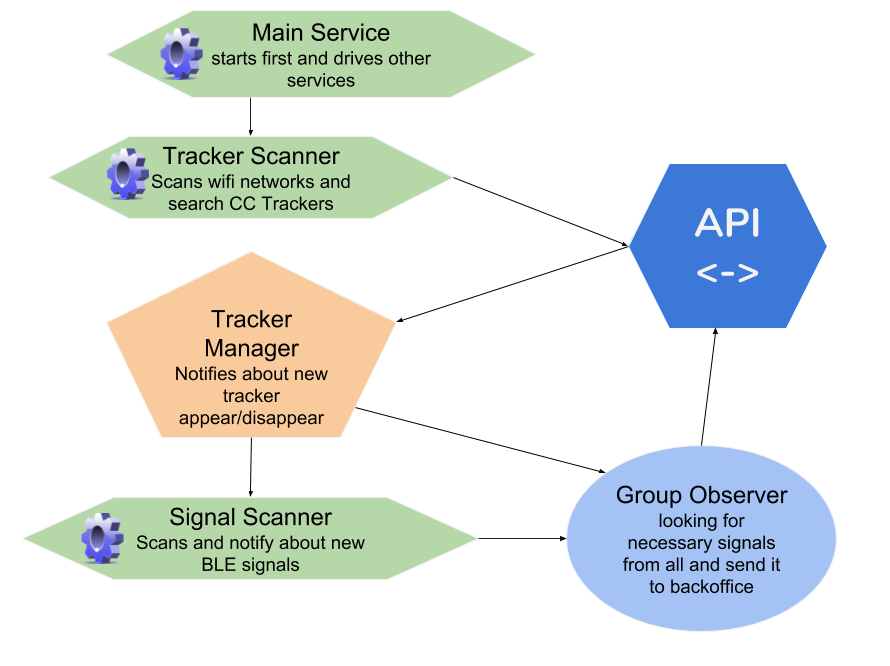 Main Service
starts first and drives other
services
Tracker Scanner
Scans wifi networks and
search CC Trackers
API
<->
Tracker
Manager
Notifies about new
tracker
appear/disappear
Signal Scanner
Scans and notify about new
BLE signals
Group Observer
looking for
necessary signals
from all and send it
to backoffice